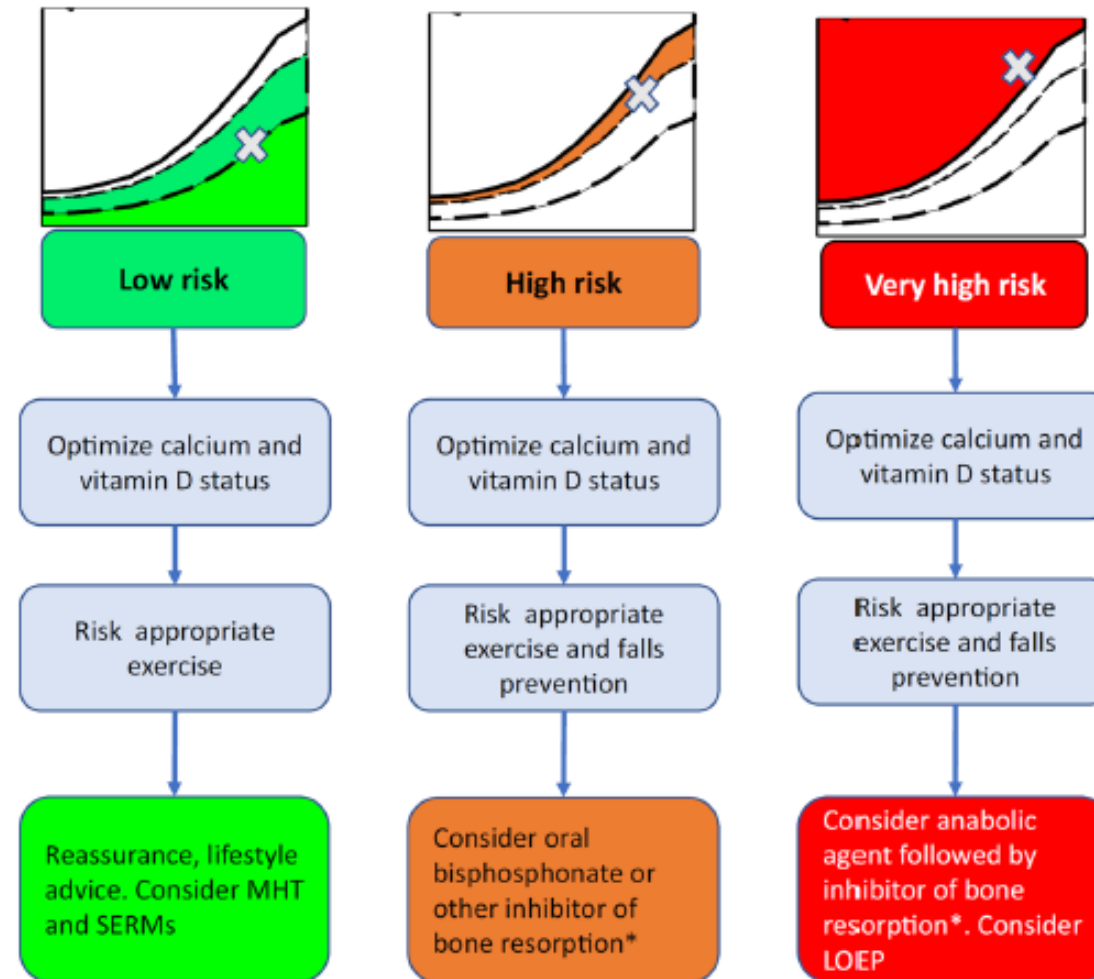 Low risk
High risk
Very high risk
Optimize calcium and
vitamin D status
Optimize calcium and
vitamin D status
Optimize calcium and
vitamin D status
Risk appropriate
exercise
Risk appropriate
exercise and falls
prevention
Risk appropriate
exercise and falls
prevention
Reassurance, lifestyle
advice. Consider MHT
and SERMs
Consider oral
bisphosphonate or
other inhibitor of
bone resorption*
Consider anabolic
agent followed by
inhibitor of bone
resorption*. Consider
LOEP